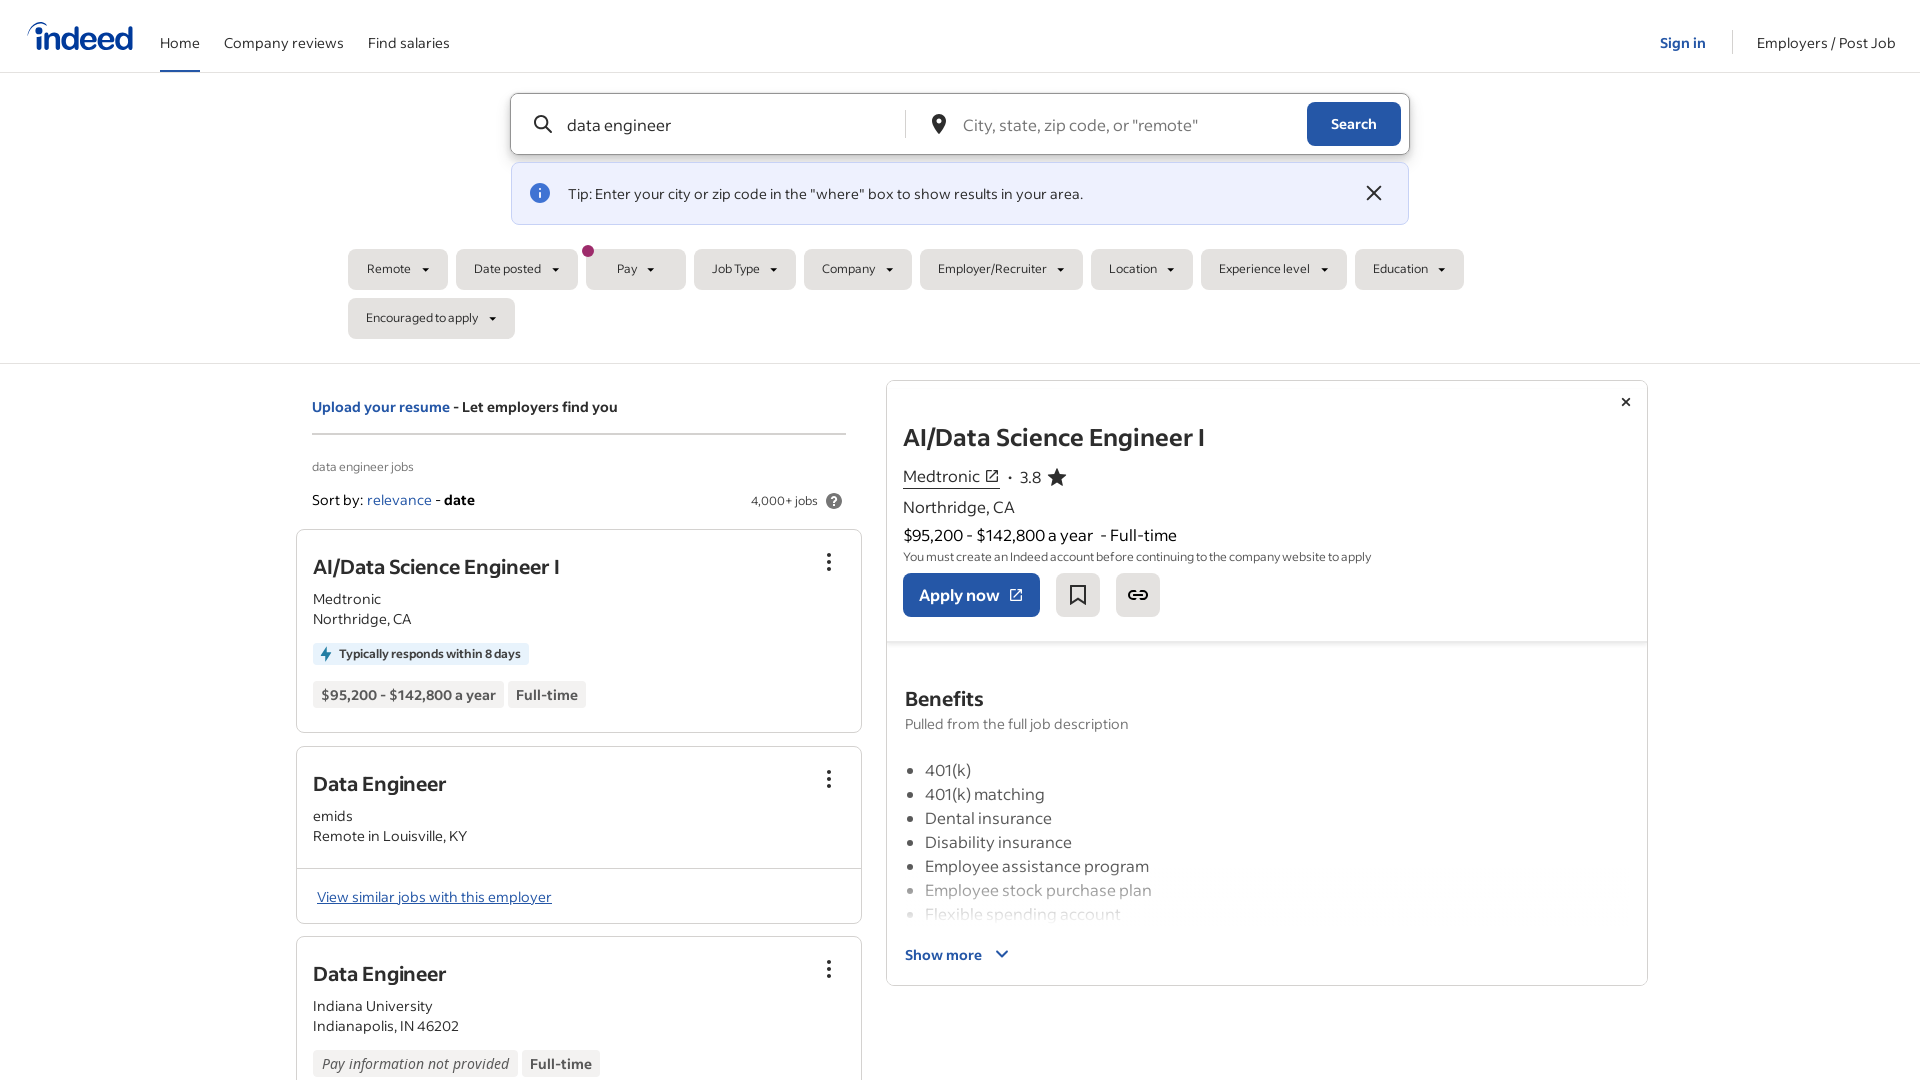 indeed
Home
Company reviews
Find salaries
Sign in
Employers / Post Job
data engineer
City, state, zip code, or "remote"
Search
Tip: Enter your city or zip code in the "where" box to show results in your area.
Remote
Date posted
Pay
Job Type
Company
Employer/Recruiter
Location
Experience level
Education
Encouraged to apply
Upload your resume - Let employers find you
data engineer jobs
Sort by: relevance - date
4,000+ jobs
AI/Data Science Engineer I
Medtronic
Northridge, CA
Typically responds within 8 days
$95,200 - $142,800 a year
Full-time
Data Engineer
emids
Remote in Louisville, KY
View similar jobs with this employer
Data Engineer
Indiana University
Indianapolis, IN 46202
Pay information not provided
Full-time
AI/Data Science Engineer I
Medtronic
3.8
Northridge, CA
$95,200 - $142,800 a year - Full-time
You must create an Indeed account before continuing to the company website to apply
Apply now
Benefits
Pulled from the full job description
401(k)
401(k) matching
Dental insurance
Disability insurance
Employee assistance program
Employee stock purchase plan
Flexible spending account
Show more